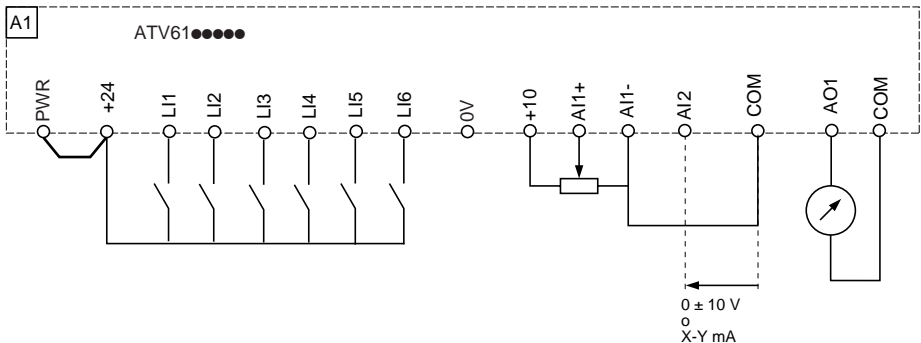 A1
ATV61●●●●●
PWR
+24
LI1
LI2
LI3
LI4
LI5
LI6
0V
+10
AI1+
AI1-
AI2
COM
AO1
COM
0 ± 10 V
o
X-Y mA